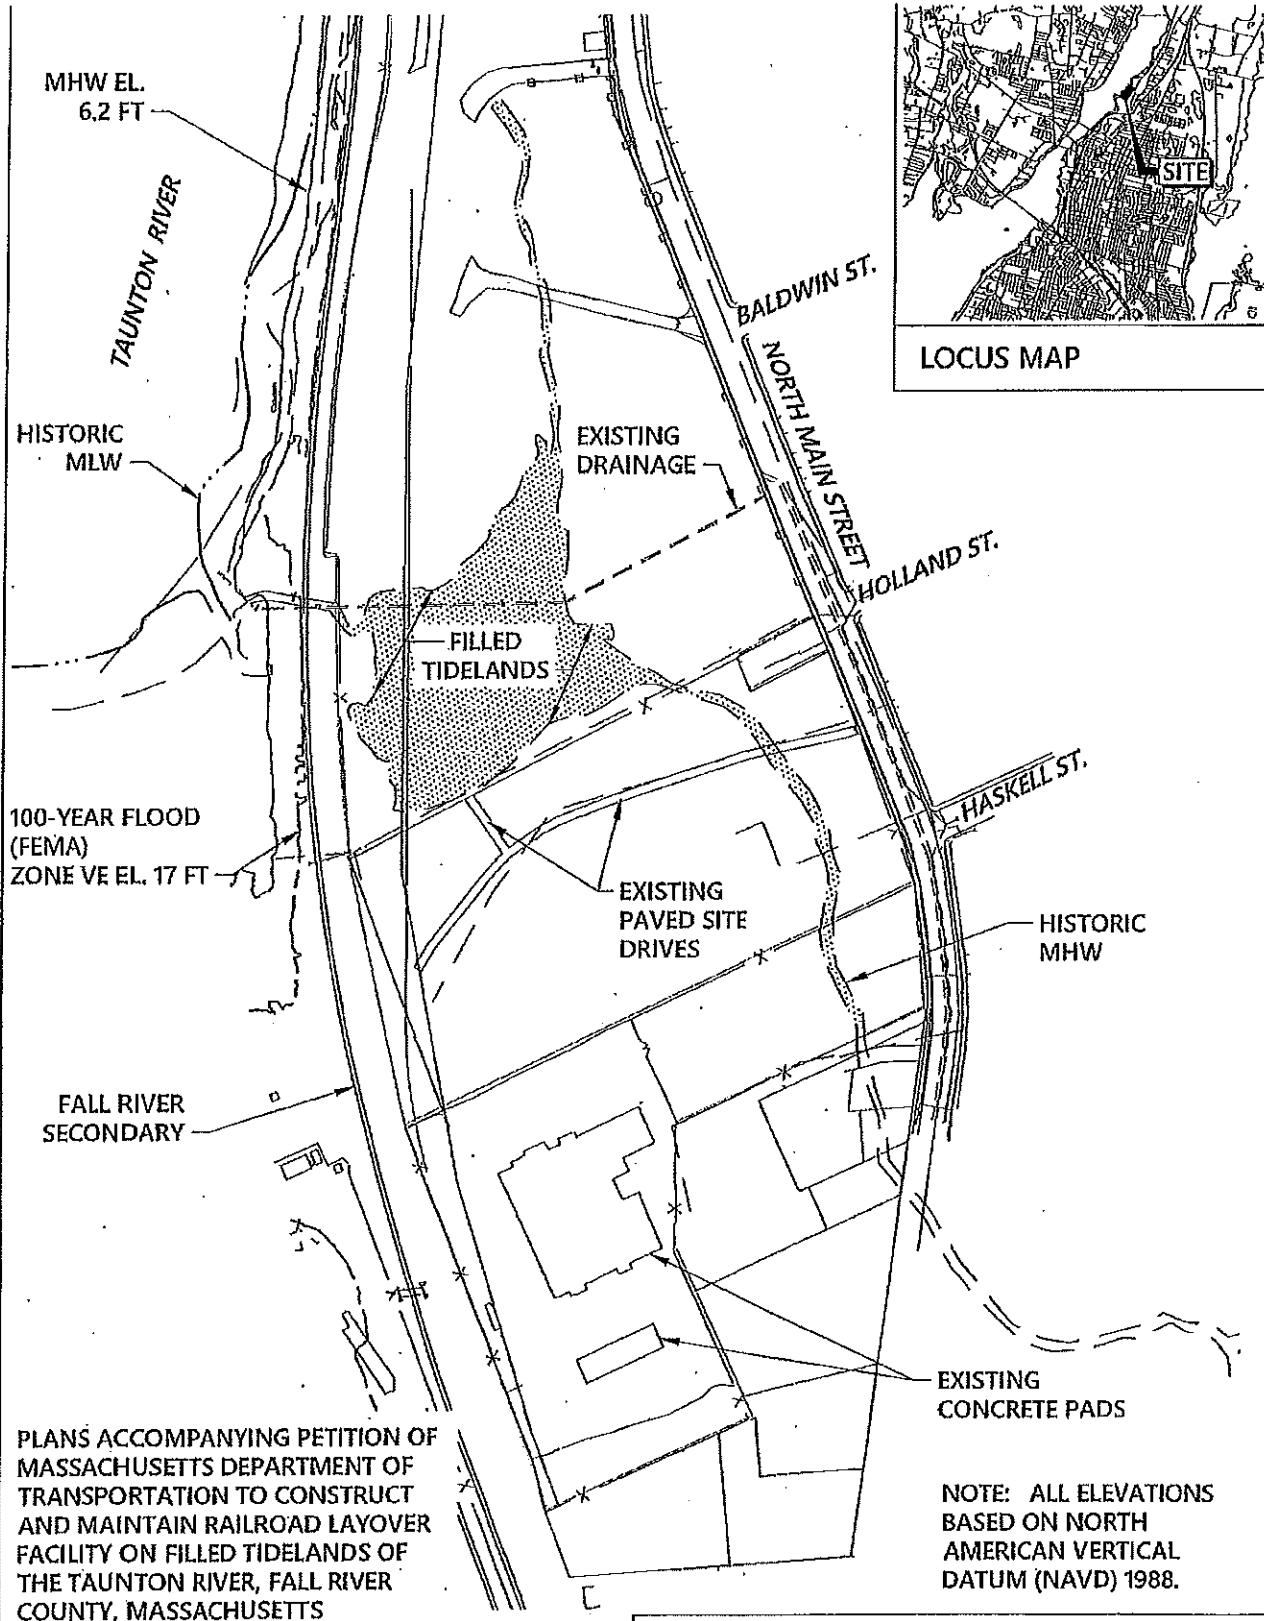 MHW EL.
6.2 FT
TAUNTON RIVER
SITE
LOCUS MAP
BALDWIN ST.
NORTH MAIN STREET
HISTORIC
MLW
EXISTING
DRAINAGE
HOLLAND ST.
FILLED
TIDELANDS
HASKELL ST.
100-YEAR FLOOD
(FEMA)
ZONE VE EL. 17 FT
EXISTING
PAVED SITE
DRIVES
HISTORIC
MHW
FALL RIVER
SECONDARY
EXISTING
CONCRETE PADS
PLANS ACCOMPANYING PETITION OF
MASSACHUSETTS DEPARTMENT OF
TRANSPORTATION TO CONSTRUCT
AND MAINTAIN RAILROAD LAYOVER
FACILITY ON FILLED TIDELANDS OF
THE TAUNTON RIVER, FALL RIVER
COUNTY, MASSACHUSETTS
NOTE: ALL ELEVATIONS
BASED ON NORTH
AMERICAN VERTICAL
DATUM (NAVD) 1988.